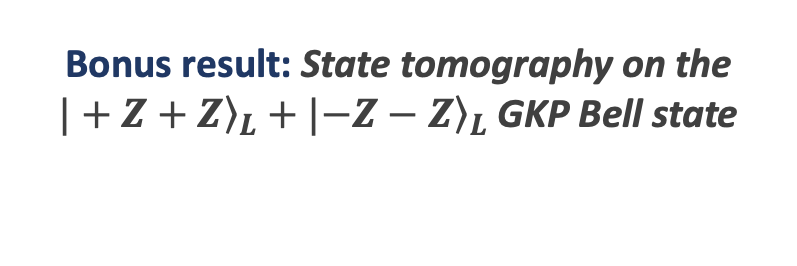 Bonus result: State tomography on the
| + Z + Z⟩L + |−Z − Z⟩L GKP Bell state